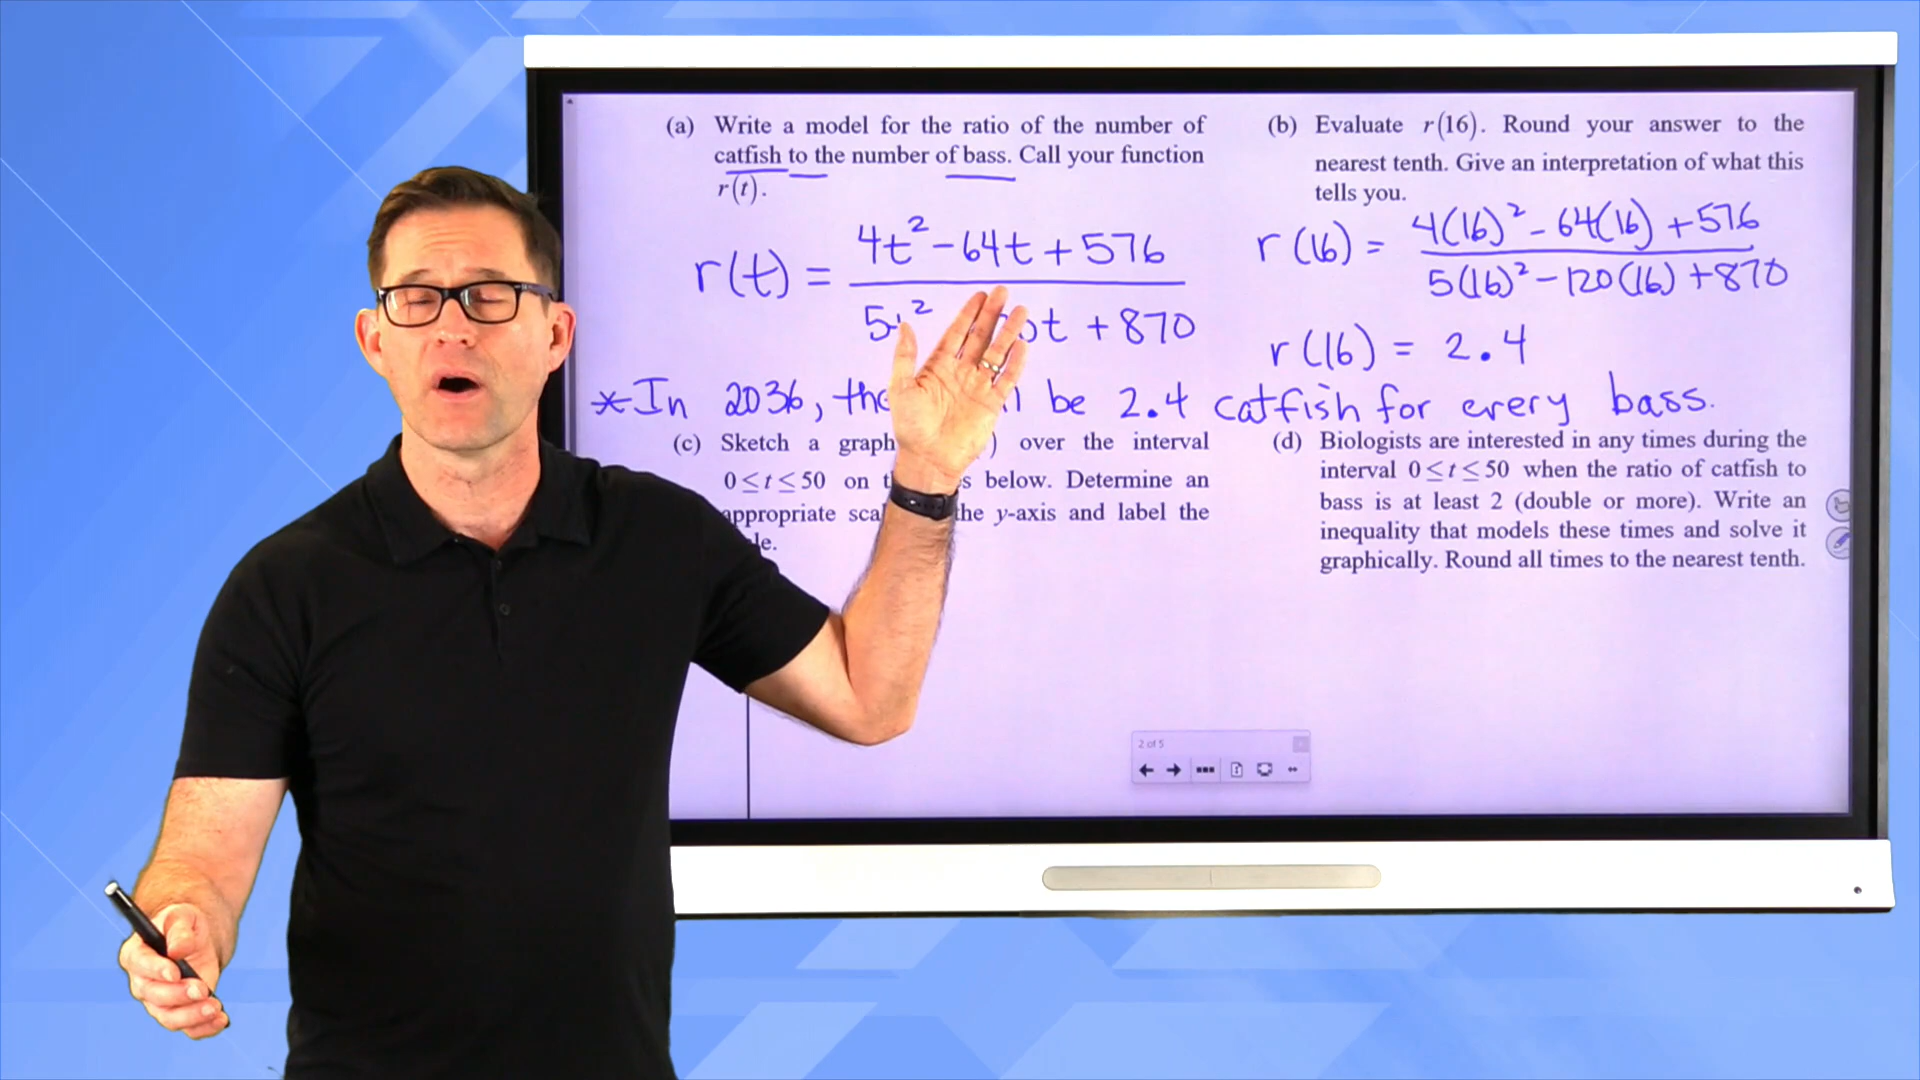 (a) Write a model for the ratio of the number of
catfish to the number of bass. Call your function
r(t).
r(t) = 4t² - 64t + 576
5 ² t + 870
(b) Evaluate r(16). Round your answer to the
nearest tenth. Give an interpretation of what this
tells you.
r(16) = 4(16)² - 64(16) + 576
5(16)² - 120(16) + 870
r(16) = 2.4
*In 2036, be 2.4 catfish for every bass.
(c) Sketch a graph ) over the interval
0≤t≤50 on below. Determine an
appropriate the y-axis and label the
(d) Biologists are interested in any times during the
interval 0≤t≤50 when the ratio of catfish to
bass is at least 2 (double or more). Write an
inequality that models these times and solve it
graphically. Round all times to the nearest tenth.
2 of 5